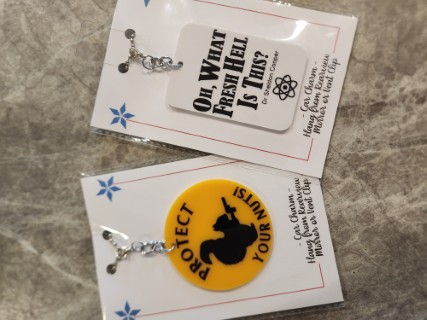 PROTECT
YOUR NUTS!
- Car Charm -
Hang from Rearview
Mirror or Vent Clip
OH, WHAT
FRESH HELL
IS THIS?
Dr Sheldon Cooper
- Car Charm -
Hang from Rearview
Mirror or Vent Clip